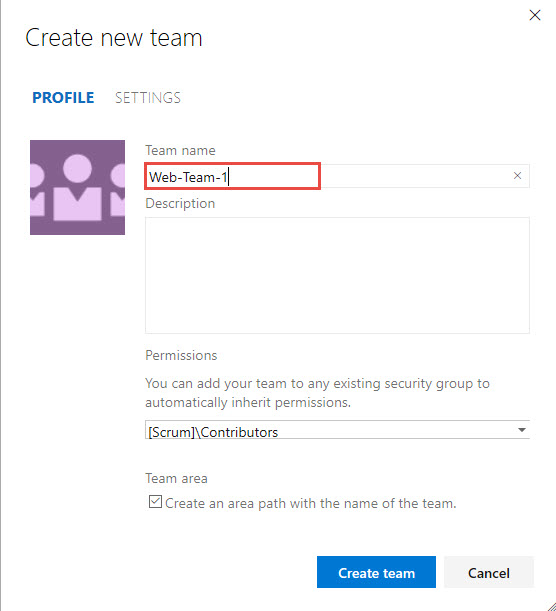 Create new team
PROFILE SETTINGS
Team name
Web-Team-1
Description
Permissions
You can add your team to any existing security group to
automatically inherit permissions.
[Scrum]\Contributors
Team area
Create an area path with the name of the team.
Create team Cancel